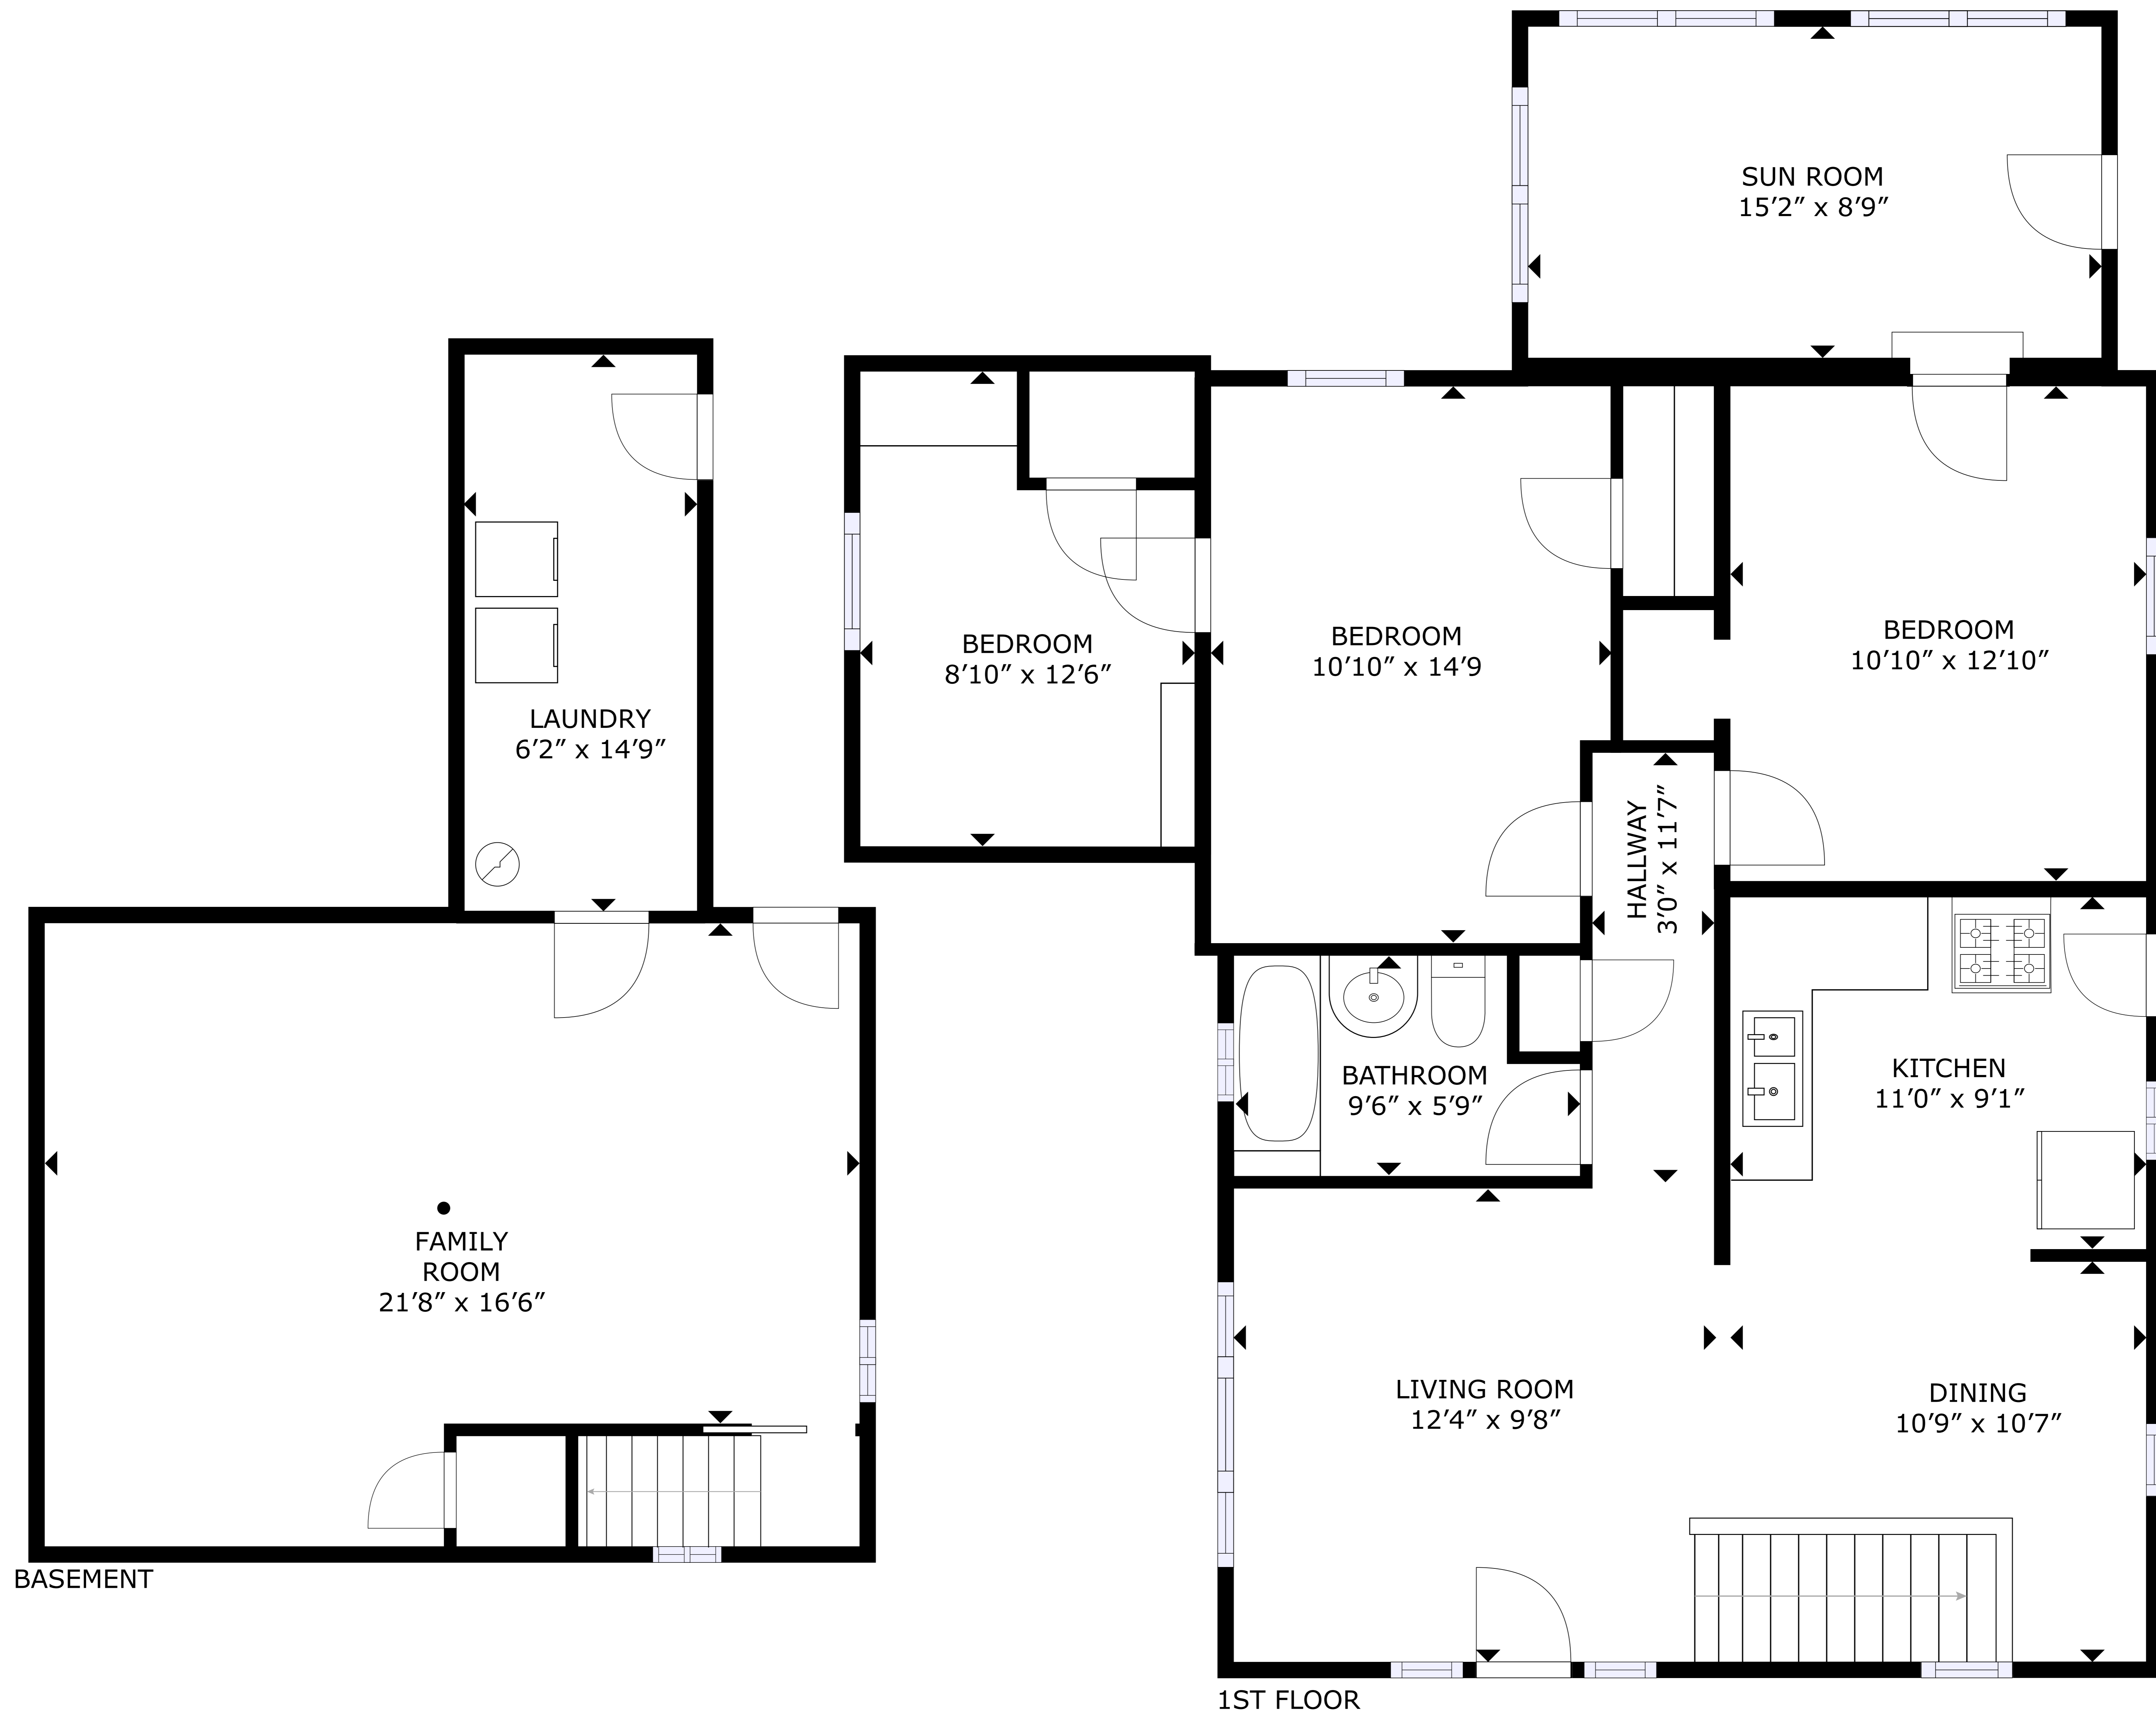 SUN ROOM
15’2” x 8’9”
BEDROOM
8’10” x 12’6”
BEDROOM
10’10” x 14’9
BEDROOM
10’10” x 12’10”
LAUNDRY
6’2” x 14’9”
HALLWAY
3’0” x 11’7”
BATHROOM
9’6” x 5’9”
KITCHEN
11’0” x 9’1”
FAMILY
ROOM
21’8” x 16’6”
LIVING ROOM
12’4” x 9’8”
DINING
10’9” x 10’7”
BASEMENT
1ST FLOOR